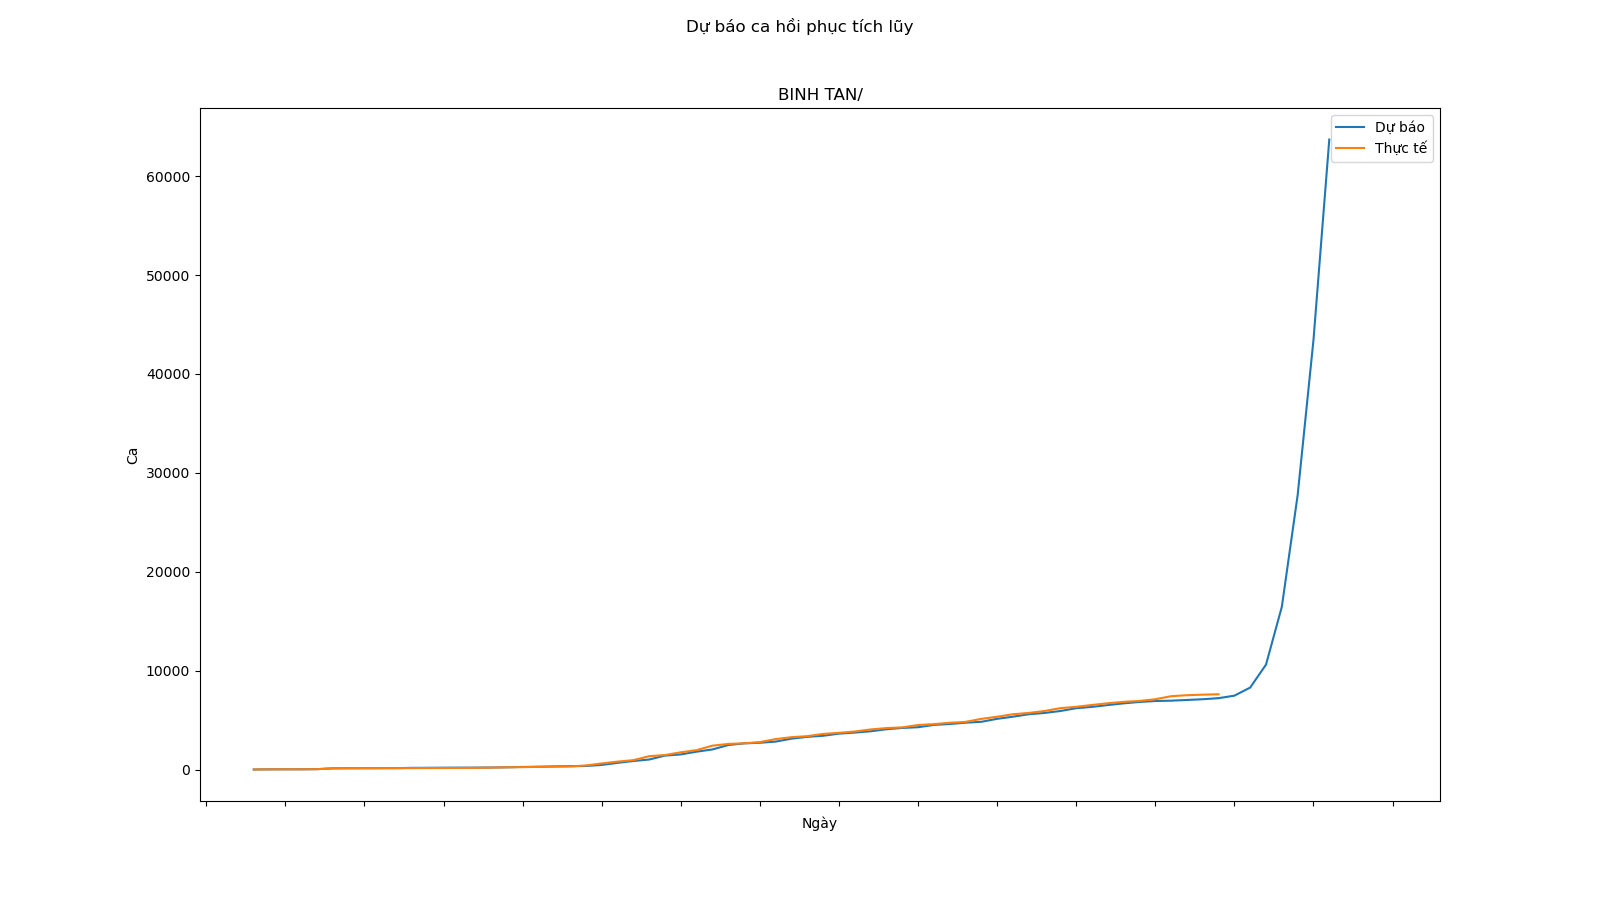 Dự báo ca hồi phục tích lũy
BINH TAN/
Dự báo
Thực tế
60000
50000
40000
30000
20000
10000
0
Ca
Ngày